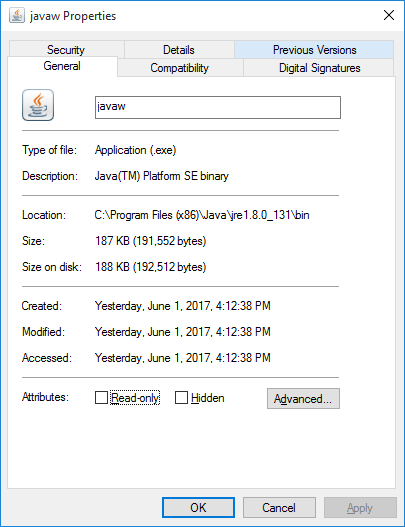 javaw Properties
Security Details Previous Versions
General Compatibility Digital Signatures
javaw
Type of file: Application (.exe)
Description: Java(TM) Platform SE binary
Location: C:\Program Files (x86)\Java\jre1.8.0_131\bin
Size: 187 KB (191,552 bytes)
Size on disk: 188 KB (192,512 bytes)
Created: Yesterday, June 1, 2017, 4:12:38 PM
Modified: Yesterday, June 1, 2017, 4:12:38 PM
Accessed: Yesterday, June 1, 2017, 4:12:38 PM
Attributes: Read-only Hidden Advanced...
OK Cancel Apply